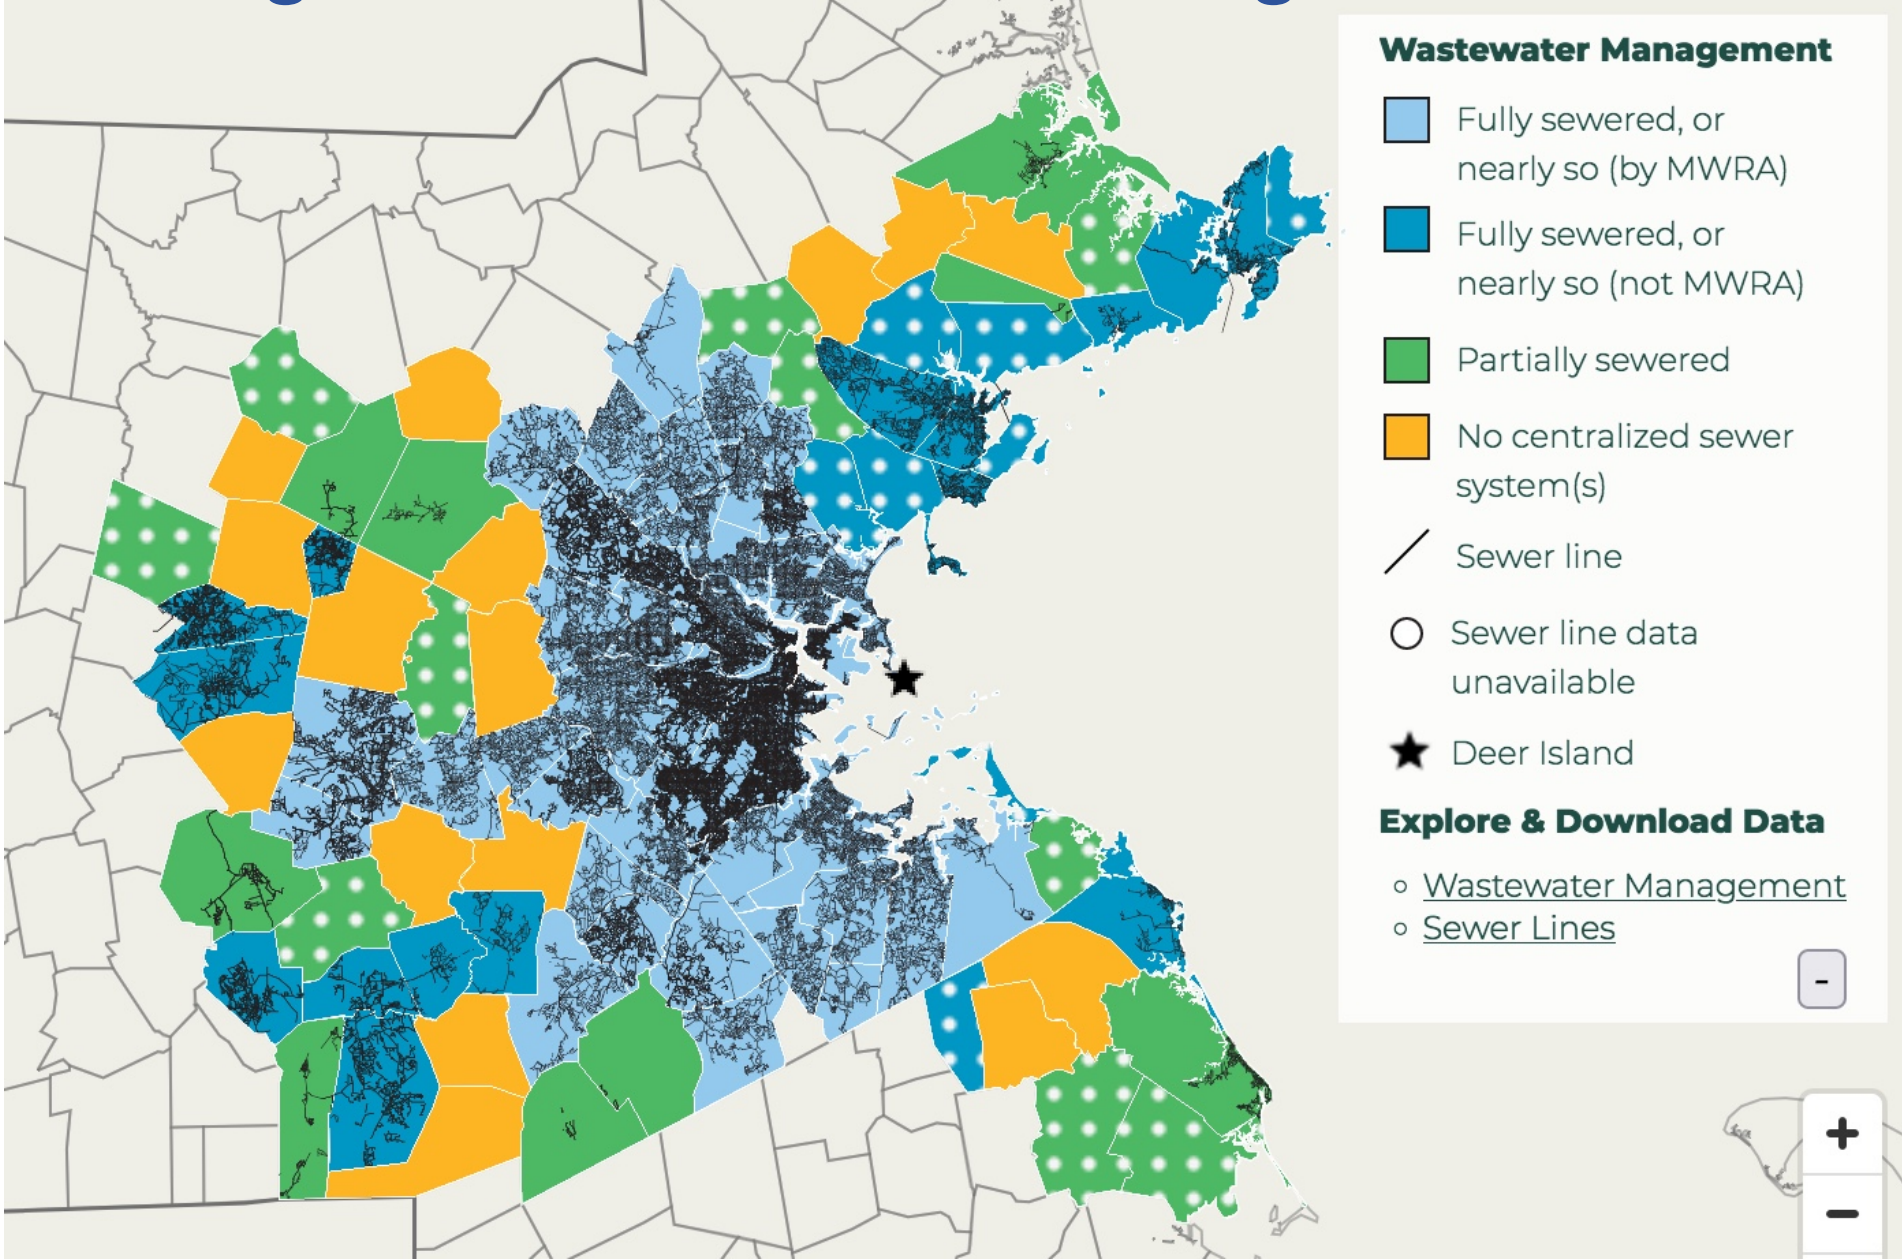 Wastewater Management
Fully sewered, or
nearly so (by MWRA)
Fully sewered, or
nearly so (not MWRA)
Partially sewered
No centralized sewer
system(s)
Sewer line
Sewer line data
unavailable
Deer Island
Explore & Download Data
Wastewater Management
Sewer Lines
-
+
−